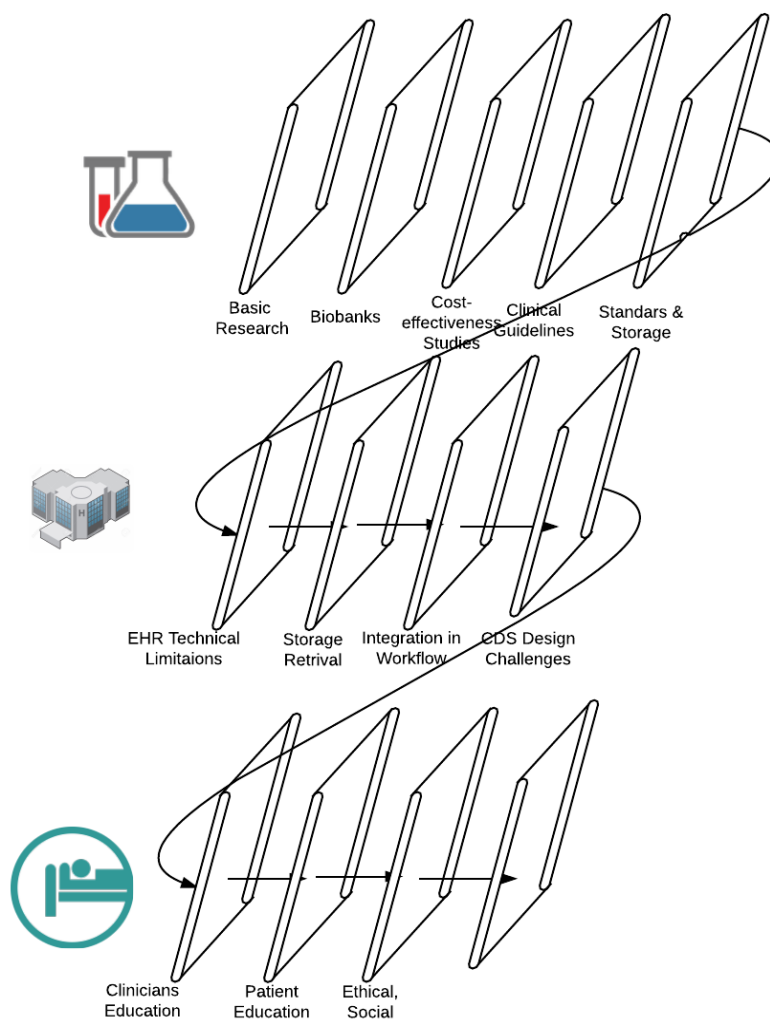 Basic
Research
Biobanks
Cost-
effectiveness
Studies
Clinical
Guidelines
Standars &
Storage
H
EHR Technical
Limitaions
Storage
Retrival
Integration in
Workflow
CDS Design
Challenges
Clinicians
Education
Patient
Education
Ethical,
Social